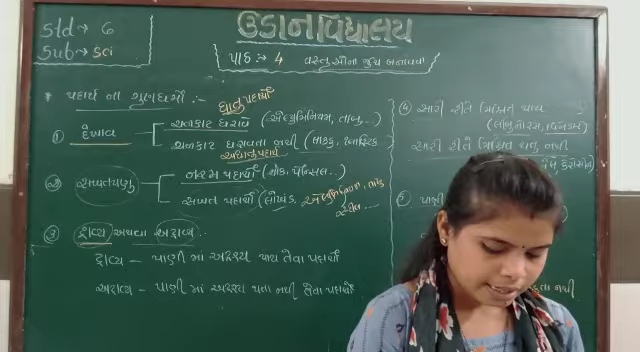 Std → 6
Sub → Sci
ઉડાન વિદ્યાલય
પાઠ :→ 4 વસ્તુઓના જુથ બનાવવા
* પદાર્થ ના ગુણધર્મો :-
ધાતુ પદાર્થો
① દેખાવ
ચળકાટ ધરાવે (એલ્યુમિનિયમ, તાંબુ...)
ચળકાટ ધરાવતા નથી (લાકડુ, પ્લાસ્ટિક
અધાતુ પદાર્થ
② સખતપણુ
નરમ પદાર્થો (ચોક, પેન્સિલ..)
સખત પદાર્થો (લોખંડ, એલ્યુમિનિયમ,
③ દ્રાવ્ય અથવા અદ્રાવ્ય.
દ્રાવ્ય - પાણી માં અદ્રશ્ય થાય તેવા પદાર્થો
અદ્રાવ્ય - પાણી માં અદ્રશ્ય થતા નથી તેવા પદાર્થો
④ સારી રીતે મિશ્રિત થાય
સારી રીતે મિશ્રિત થતુ નથી
⑤ પાણી
નથી